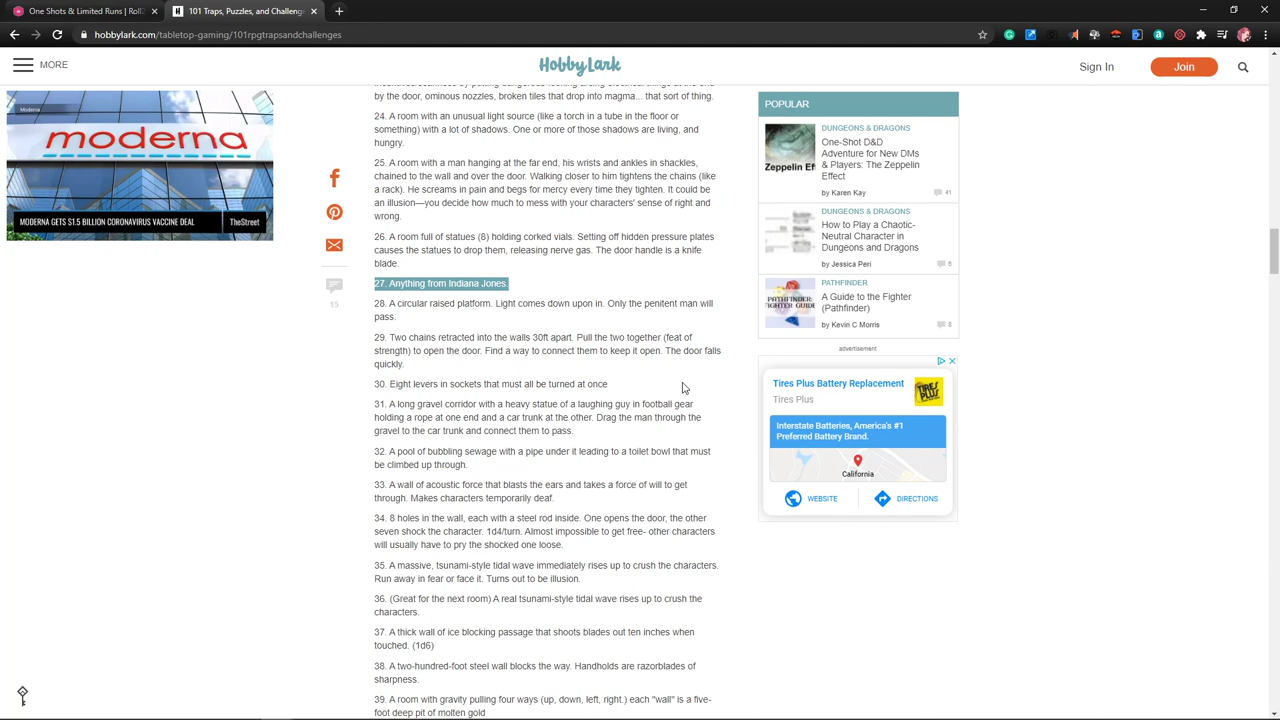 One Shots & Limited Runs | Roll2
101 Traps, Puzzles, and Challeng
hobbylark.com/tabletop-gaming/101rpgtrapsandchallenges
MORE
HobbyLark
Sign In
Join
moderna
MODERNA GETS $1.5 BILLION CORONAVIRUS VACCINE DEAL
TheStreet
15
by the door, ominous nozzles, broken tiles that drop into magma... that sort of thing.
24. A room with an unusual light source (like a torch in a tube in the floor or
something) with a lot of shadows. One or more of those shadows are living, and
hungry.
25. A room with a man hanging at the far end, his wrists and ankles in shackles,
chained to the wall and over the door. Walking closer to him tightens the chains (like
a rack). He screams in pain and begs for mercy every time they tighten. It could be
an illusion—you decide how much to mess with your characters' sense of right and
wrong.
26. A room full of statues (8) holding corked vials. Setting off hidden pressure plates
causes the statues to drop them, releasing nerve gas. The door handle is a knife
blade.
27. Anything from Indiana Jones.
28. A circular raised platform. Light comes down upon in. Only the penitent man will
pass.
29. Two chains retracted into the walls 30ft apart. Pull the two together (feat of
strength) to open the door. Find a way to connect them to keep it open. The door falls
quickly.
30. Eight levers in sockets that must all be turned at once
31. A long gravel corridor with a heavy statue of a laughing guy in football gear
holding a rope at one end and a car trunk at the other. Drag the man through the
gravel to the car trunk and connect them to pass.
32. A pool of bubbling sewage with a pipe under it leading to a toilet bowl that must
be climbed up through.
33. A wall of acoustic force that blasts the ears and takes a force of will to get
through. Makes characters temporarily deaf.
34. 8 holes in the wall, each with a steel rod inside. One opens the door, the other
seven shock the character. 1d4/turn. Almost impossible to get free- other characters
will usually have to pry the shocked one loose.
35. A massive, tsunami-style tidal wave immediately rises up to crush the characters.
Run away in fear or face it. Turns out to be illusion.
36. (Great for the next room) A real tsunami-style tidal wave rises up to crush the
characters.
37. A thick wall of ice blocking passage that shoots blades out ten inches when
touched. (1d6)
38. A two-hundred-foot steel wall blocks the way. Handholds are razorblades of
sharpness.
39. A room with gravity pulling four ways (up, down, left, right.) each "wall" is a five-
foot deep pit of molten gold
POPULAR
DUNGEONS & DRAGONS
One-Shot D&D
Adventure for New DMs
& Players: The Zeppelin
Effect
by Karen Kay
41
DUNGEONS & DRAGONS
How to Play a Chaotic-
Neutral Character in
Dungeons and Dragons
by Jessica Peri
PATHFINDER
A Guide to the Fighter
(Pathfinder)
by Kevin C Morris
advertisement
Tires Plus Battery Replacement
Tires Plus
Interstate Batteries, America's #1
Preferred Battery Brand.
California
WEBSITE
DIRECTIONS